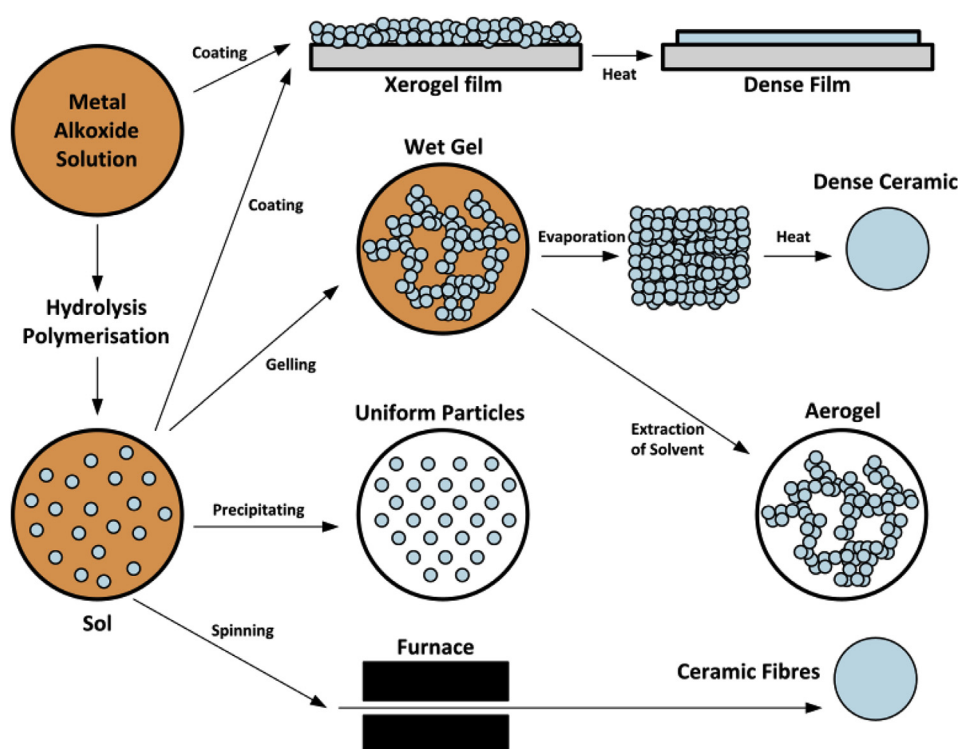 Coating
Xerogel film
Heat
Dense Film
Metal
Alkoxide
Solution
Coating
Wet Gel
Evaporation
Heat
Dense Ceramic
Hydrolysis
Polymerisation
Gelling
Uniform Particles
Extraction
of Solvent
Aerogel
Precipitating
Sol
Spinning
Furnace
Ceramic Fibres